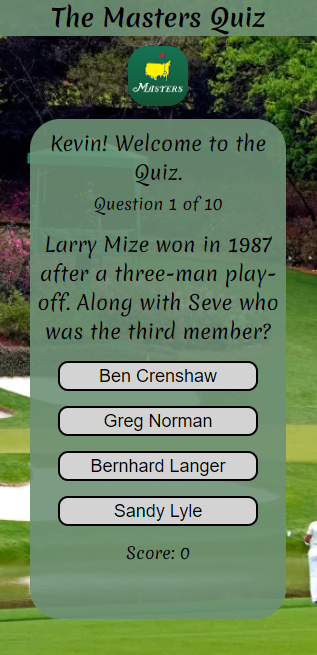 The Masters Quiz
MASTERS
Kevin! Welcome to the
Quiz.
Question 1 of 10
Larry Mize won in 1987
after a three-man play-
off. Along with Seve who
was the third member?
Ben Crenshaw
Greg Norman
Bernhard Langer
Sandy Lyle
Score: 0